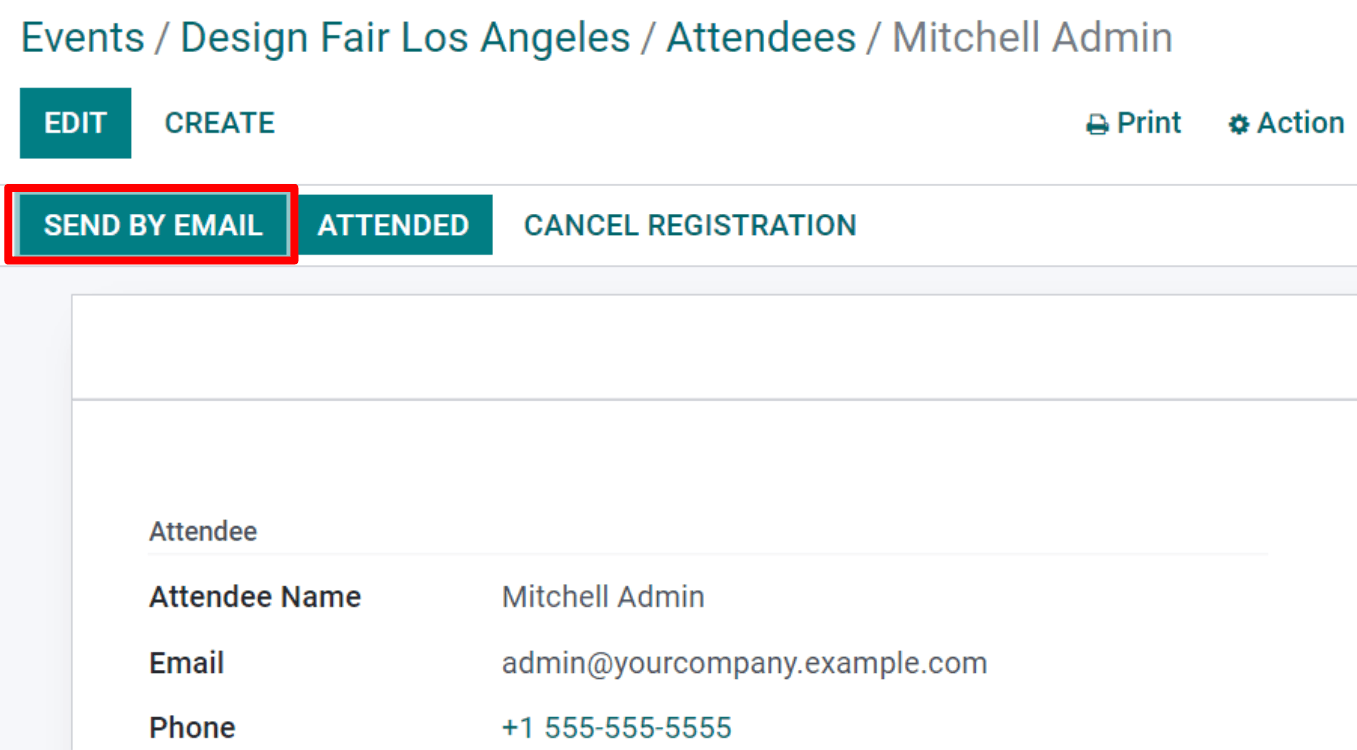 Events / Design Fair Los Angeles / Attendees / Mitchell Admin
EDIT CREATE Print Action
SEND BY EMAIL ATTENDED CANCEL REGISTRATION
Attendee
Attendee Name Mitchell Admin
Email admin@yourcompany.example.com
Phone +1 555-555-5555